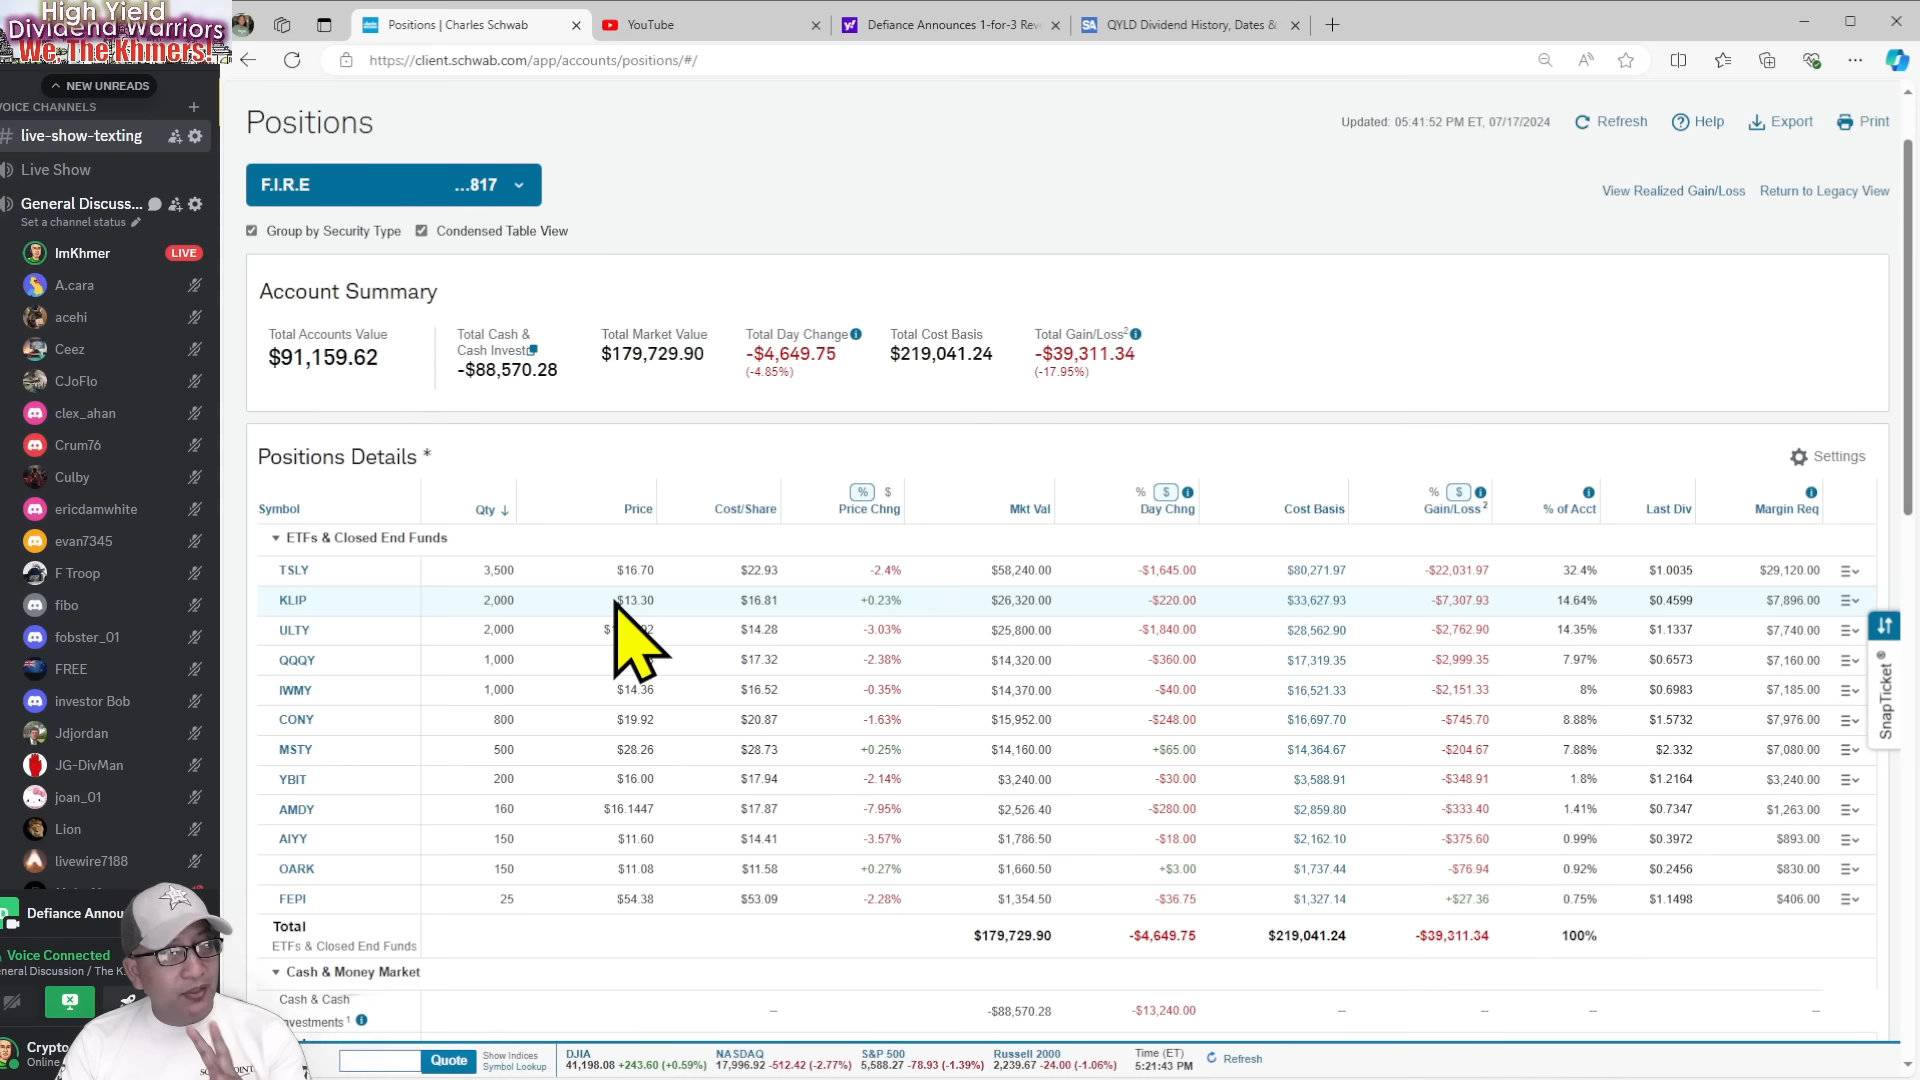 High Yield
Dividend Warriors
We The Khmers!
Positions | Charles Schwab
YouTube
Defiance Announces 1-for-3 Rev
QYLD Dividend History, Dates &
https://client.schwab.com/app/accounts/positions/#/
NEW UNREADS
VOICE CHANNELS
live-show-texting
Live Show
General Discuss...
Set a channel status
ImKhmer LIVE
A.cara
acehi
Ceez
CJoFlo
clex_ahan
Crum76
Culby
ericdamwhite
evan7345
F Troop
fibo
fobster_01
FREE
investor Bob
Jdjordan
JG-DivMan
joan_01
Lion
livewire7188
Defiance Annou
Voice Connected
eneral Discussion / The K
Crypto
Online
Positions
Updated: 05:41:52 PM ET, 07/17/2024 Refresh Help Export Print
F.I.R.E ...817
View Realized Gain/Loss Return to Legacy View
Group by Security Type Condensed Table View
Account Summary
Total Accounts Value
$91,159.62
Total Cash &
Cash Invest
-$88,570.28
Total Market Value
$179,729.90
Total Day Change
-$4,649.75
(-4.85%)
Total Cost Basis
$219,041.24
Total Gain/Loss2
-$39,311.34
(-17.95%)
Positions Details *
Settings
% $ % $ % $
Symbol Qty Price Cost/Share Price Chng Mkt Val Day Chng Cost Basis Gain/Loss 2 % of Acct Last Div Margin Req
ETFs & Closed End Funds
TSLY 3,500 $16.70 $22.93 -2.4% $58,240.00 -$1,645.00 $80,271.97 -$22,031.97 32.4% $1.0035 $29,120.00
KLIP 2,000 $13.30 $16.81 +0.23% $26,320.00 -$220.00 $33,627.93 -$7,307.93 14.64% $0.4599 $7,896.00
ULTY 2,000 $14.28 -3.03% $25,800.00 -$1,840.00 $28,562.90 -$2,762.90 14.35% $1.1337 $7,740.00
QQQY 1,000 $17.32 -2.38% $14,320.00 -$360.00 $17,319.35 -$2,999.35 7.97% $0.6573 $7,160.00
IWMY 1,000 $14.36 $16.52 -0.35% $14,370.00 -$40.00 $16,521.33 -$2,151.33 8% $0.6983 $7,185.00
CONY 800 $19.92 $20.87 -1.63% $15,952.00 -$248.00 $16,697.70 -$745.70 8.88% $1.5732 $7,976.00
MSTY 500 $28.26 $28.73 +0.25% $14,160.00 +$65.00 $14,364.67 -$204.67 7.88% $2.332 $7,080.00
YBIT 200 $16.00 $17.94 -2.14% $3,240.00 -$30.00 $3,588.91 -$348.91 1.8% $1.2164 $3,240.00
AMDY 160 $16.1447 $17.87 -7.95% $2,526.40 -$280.00 $2,859.80 -$333.40 1.41% $0.7347 $1,263.00
AIYY 150 $11.60 $14.41 -3.57% $1,786.50 -$18.00 $2,162.10 -$375.60 0.99% $0.3972 $893.00
OARK 150 $11.08 $11.58 +0.27% $1,660.50 +$3.00 $1,737.44 -$76.94 0.92% $0.2456 $830.00
FEPI 25 $54.38 $53.09 -2.28% $1,354.50 -$36.75 $1,327.14 +$27.36 0.75% $1.1498 $406.00
Total
ETFs & Closed End Funds $179,729.90 -$4,649.75 $219,041.24 -$39,311.34 100%
Cash & Money Market
Cash & Cash
nvestments 1 -- -$88,570.28 -$13,240.00 -- -- -- -- --
SnapTicket ®
Quote
Show Indices
Symbol Lookup
DJIA
41,198.08 +243.60 (+0.59%)
NASDAQ
17,996.92 -512.42 (-2.77%)
S&P 500
5,588.27 -78.93 (-1.39%)
Russell 2000
2,239.67 -24.00 (-1.06%)
Time (ET)
5:21:43 PM
Refresh